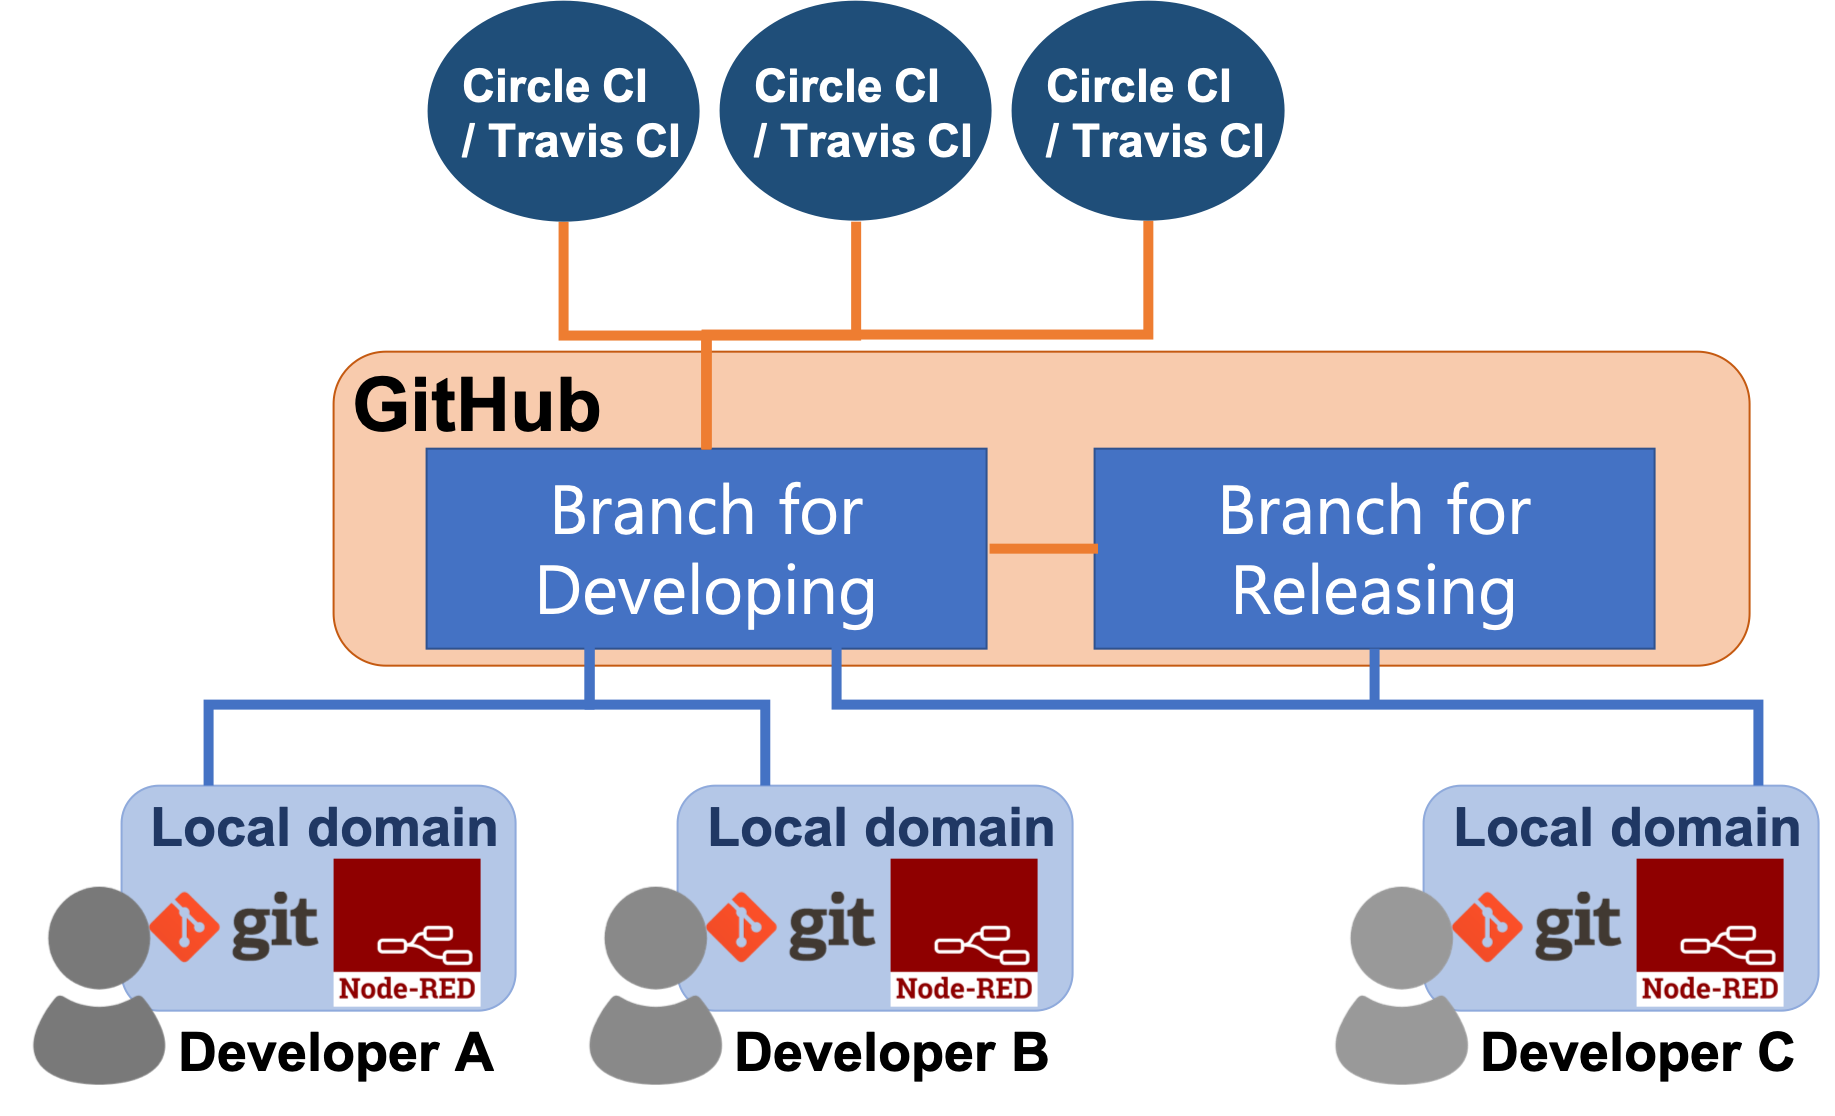 Circle CI
/ Travis CI
Circle CI
/ Travis CI
Circle CI
/ Travis CI
GitHub
Branch for
Developing
Branch for
Releasing
Local domain
git
Node-RED
Developer A
Local domain
git
Node-RED
Developer B
Local domain
git
Node-RED
Developer C